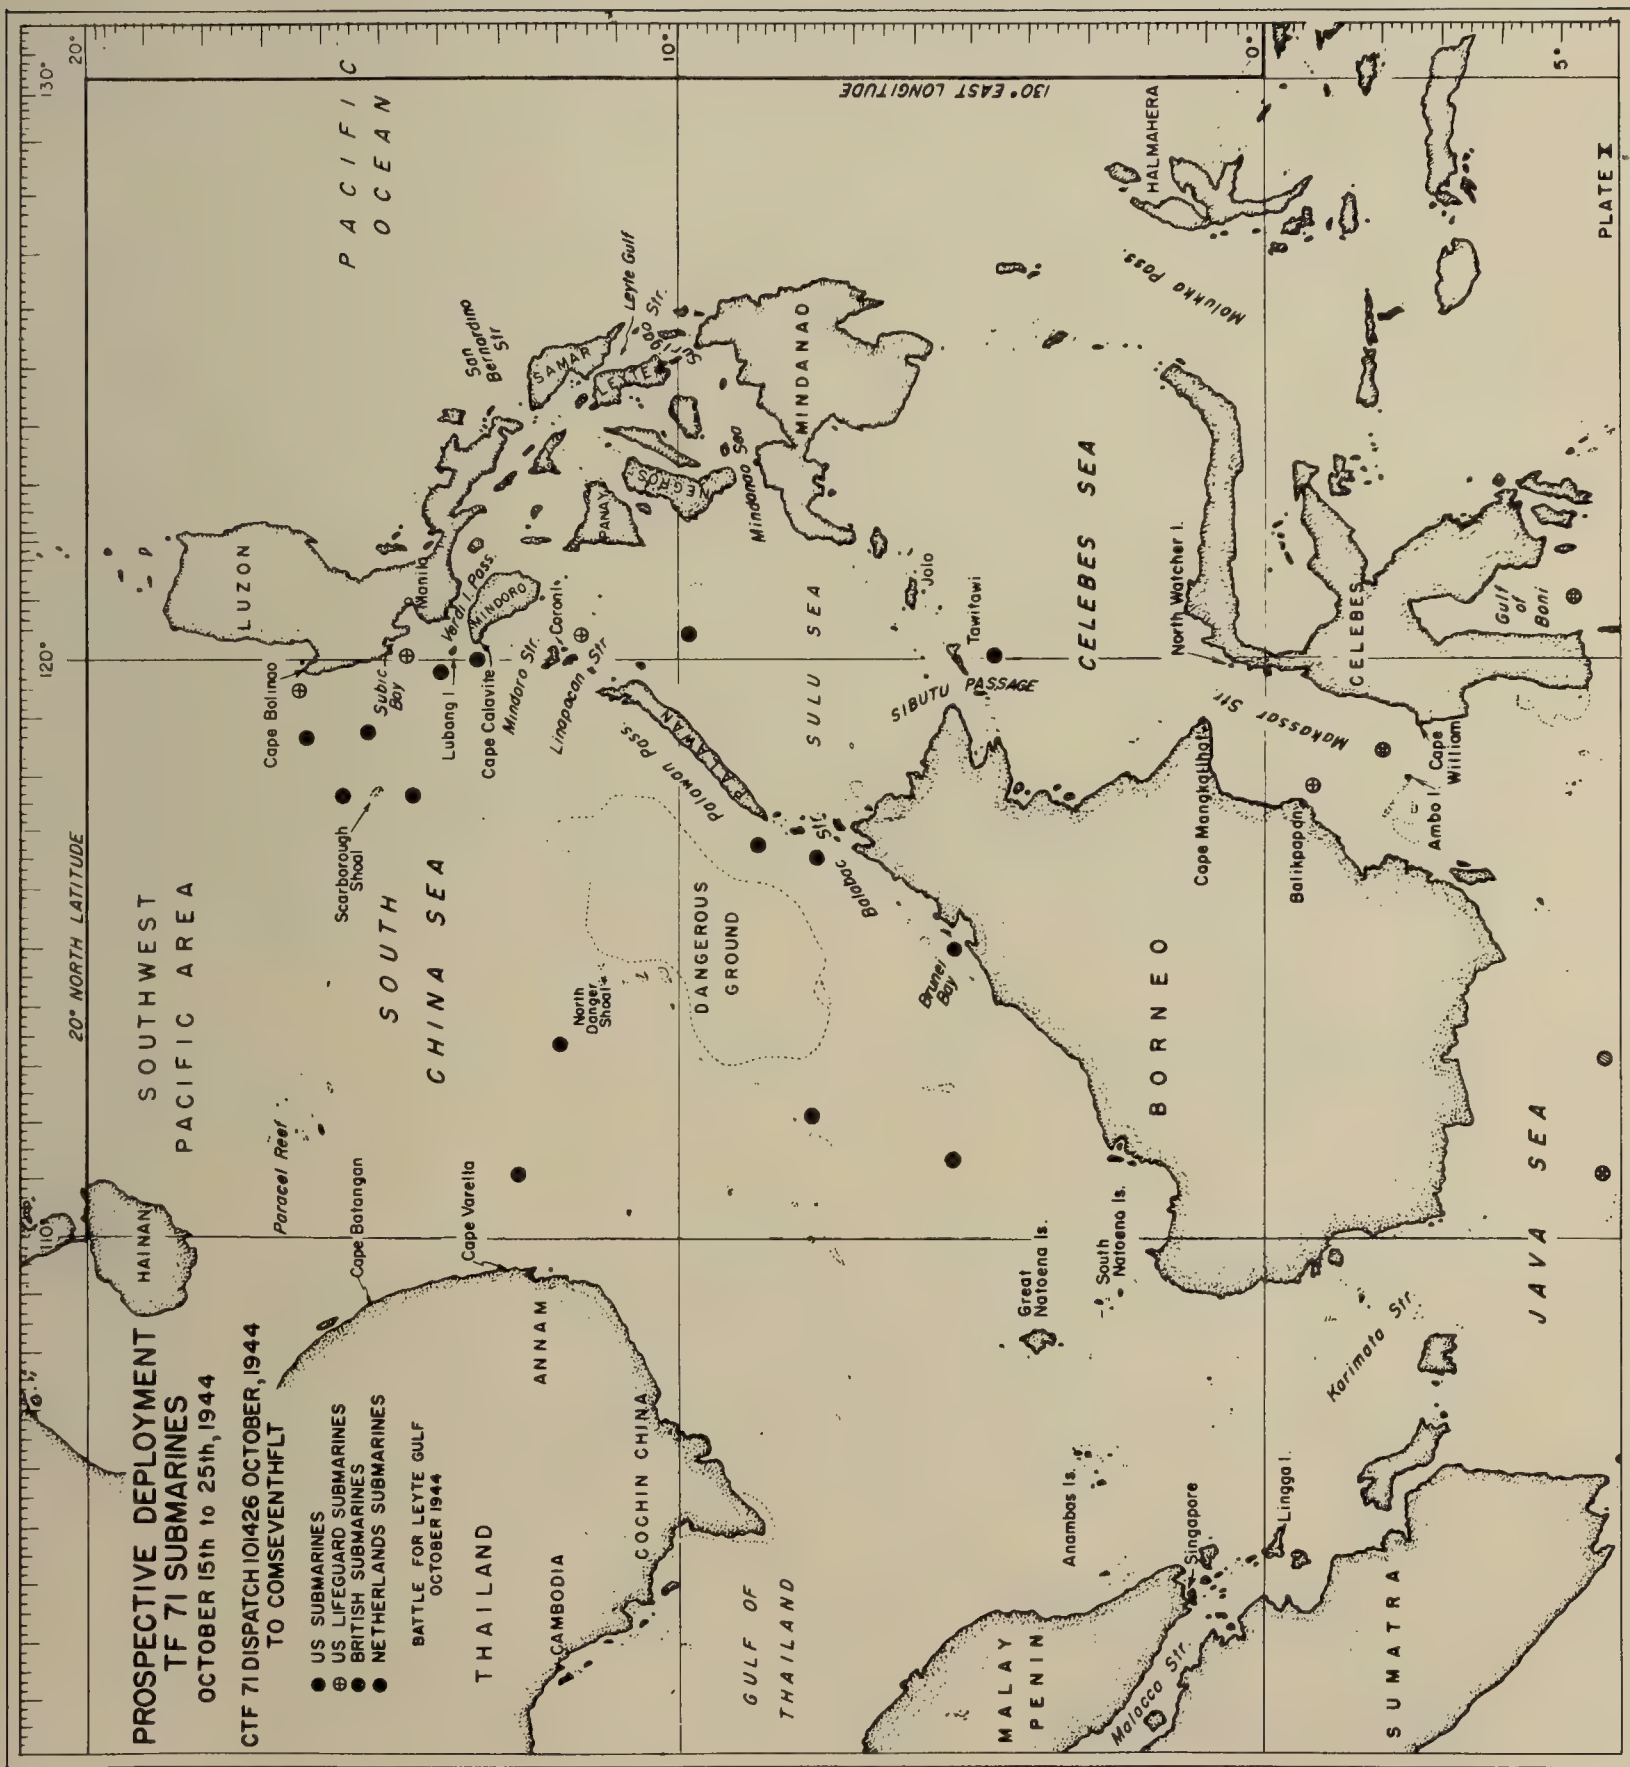 PROSPECTIVE DEPLOYMENT
TF 71 SUBMARINES
OCTOBER 15th to 25th, 1944
CTF 71 DISPATCH 101426 OCTOBER, 1944
TO COMSEVENTHFLT
US SUBMARINES
US LIFEGUARD SUBMARINES
BRITISH SUBMARINES
NETHERLANDS SUBMARINES
BATTLE FOR LEYTE GULF
OCTOBER 1944
20° NORTH LATITUDE
110°
120°
130°
20°
10°
0°
5°
130° EAST LONGITUDE
SOUTHWEST
PACIFIC AREA
PACIFIC
OCEAN
HAINAN
Paracel Reef
Cape Batangan
Cape Varella
ANNAM
COCHIN CHINA
THAILAND
CAMBODIA
GULF OF
THAILAND
SOUTH
CHINA SEA
Scarborough
Shoal
North
Danger
Shoal
DANGEROUS
GROUND
LUZON
Cape Bolinao
Subic
Bay
Manila
Verdi I. Pass.
Lubang I.
Cape Calavite
MINDORO
Mindoro Str.
Coron Is.
Linapacan Str
San
Bernardino
Str
SAMAR
LEYTE
Leyte Gulf
Surigao Str.
PANAY
NEGROS
Mindanao Sea
MINDANAO
Palawan Pass.
PALAWAN
SULU SEA
Balabac Str.
Jolo
Tawitawi
SIBUTU PASSAGE
CELEBES SEA
Brunei
Bay
BORNEO
North Watcher I.
Makassar Str
Cape Mangkalihat
Balikpapan
Ambo I.
Cape
William
CELEBES
Gulf
of
Boni
HALMAHERA
Molukka Pass.
Great
Natoena Is.
South
Natoena Is.
Anambas Is.
Singapore
Lingga I.
MALAY
PENIN
Malacca Str
SUMATRA
Karimata Str
JAVA SEA
PLATE X